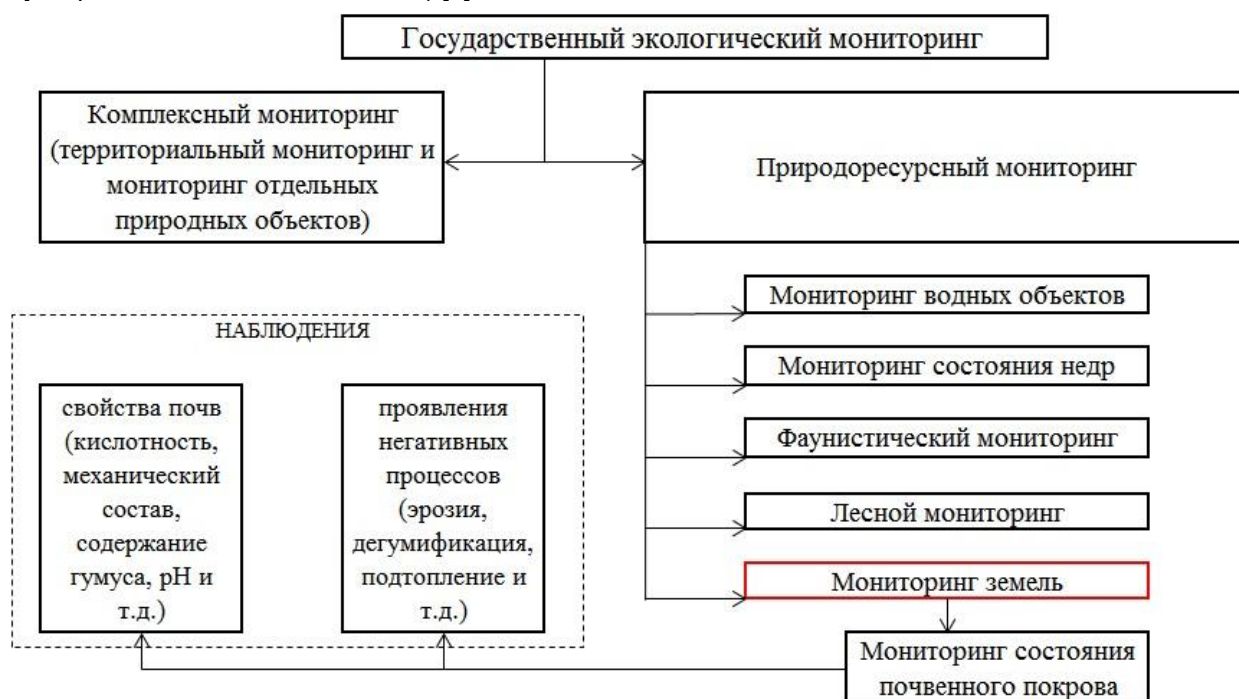 Государственный экологический мониторинг
Комплексный мониторинг
(территориальный мониторинг и
мониторинг отдельных
природных объектов)
Природоресурсный мониторинг
Мониторинг водных объектов
Мониторинг состояния недр
Фаунистический мониторинг
Лесной мониторинг
Мониторинг земель
Мониторинг состояния
почвенного покрова
НАБЛЮДЕНИЯ
свойства почв
(кислотность,
механический
состав,
содержание
гумуса, pH и
т.д.)
проявления
негативных
процессов
(эрозия,
дегумификация,
подтопление и
т.д.)